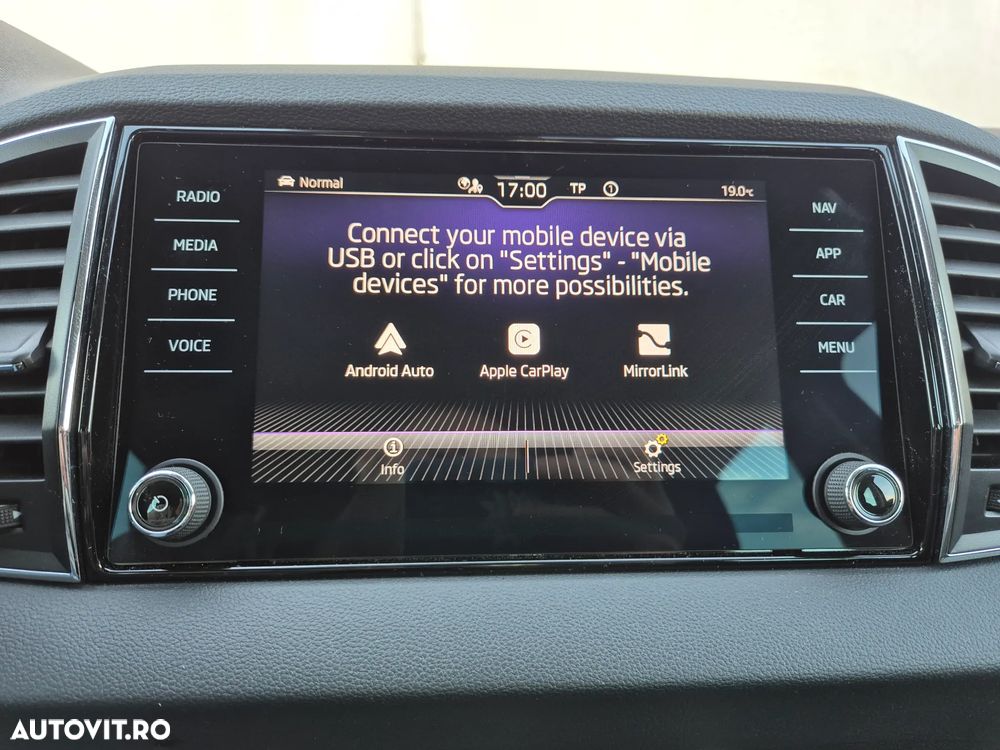 Normal 17:00 TP 19.0°C
RADIO
MEDIA
PHONE
VOICE
Connect your mobile device via
USB or click on "Settings" - "Mobile
devices" for more possibilities.
Android Auto Apple CarPlay MirrorLink
Info Settings
NAV
APP
CAR
MENU
AUTOVIT.RO